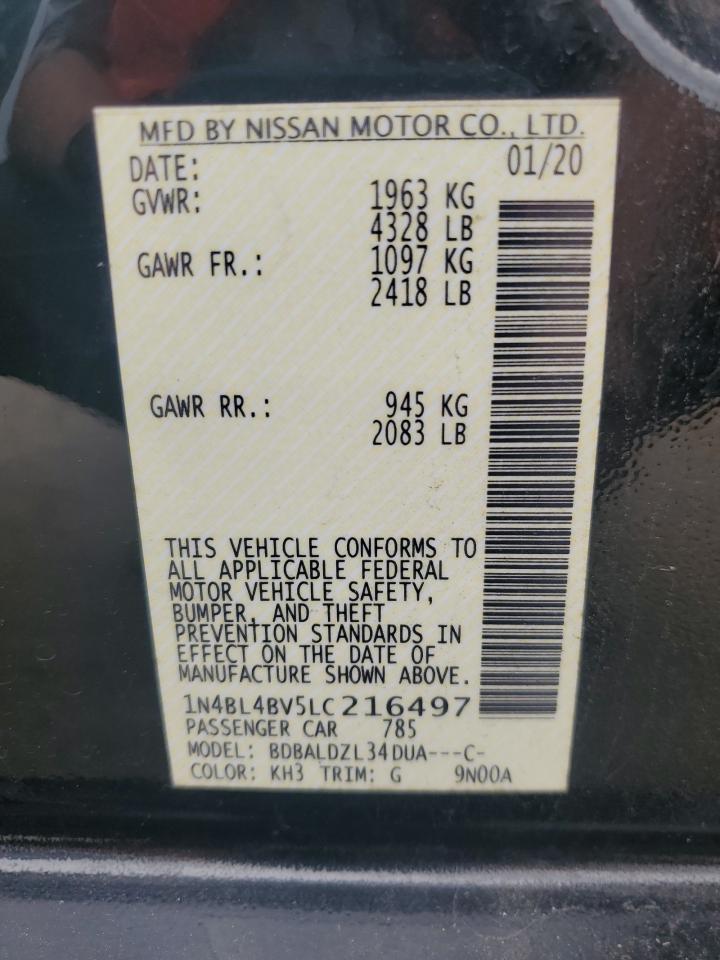 MFD BY NISSAN MOTOR CO., LTD.
DATE: 01/20
GVWR: 1963 KG
4328 LB
GAWR FR.: 1097 KG
2418 LB
GAWR RR.: 945 KG
2083 LB
THIS VEHICLE CONFORMS TO
ALL APPLICABLE FEDERAL
MOTOR VEHICLE SAFETY,
BUMPER, AND THEFT
PREVENTION STANDARDS IN
EFFECT ON THE DATE OF
MANUFACTURE SHOWN ABOVE.
1N4BL4BV5LC216497
PASSENGER CAR 785
MODEL: BDBALDZL34DUA---C-
COLOR: KH3 TRIM: G 9N00A